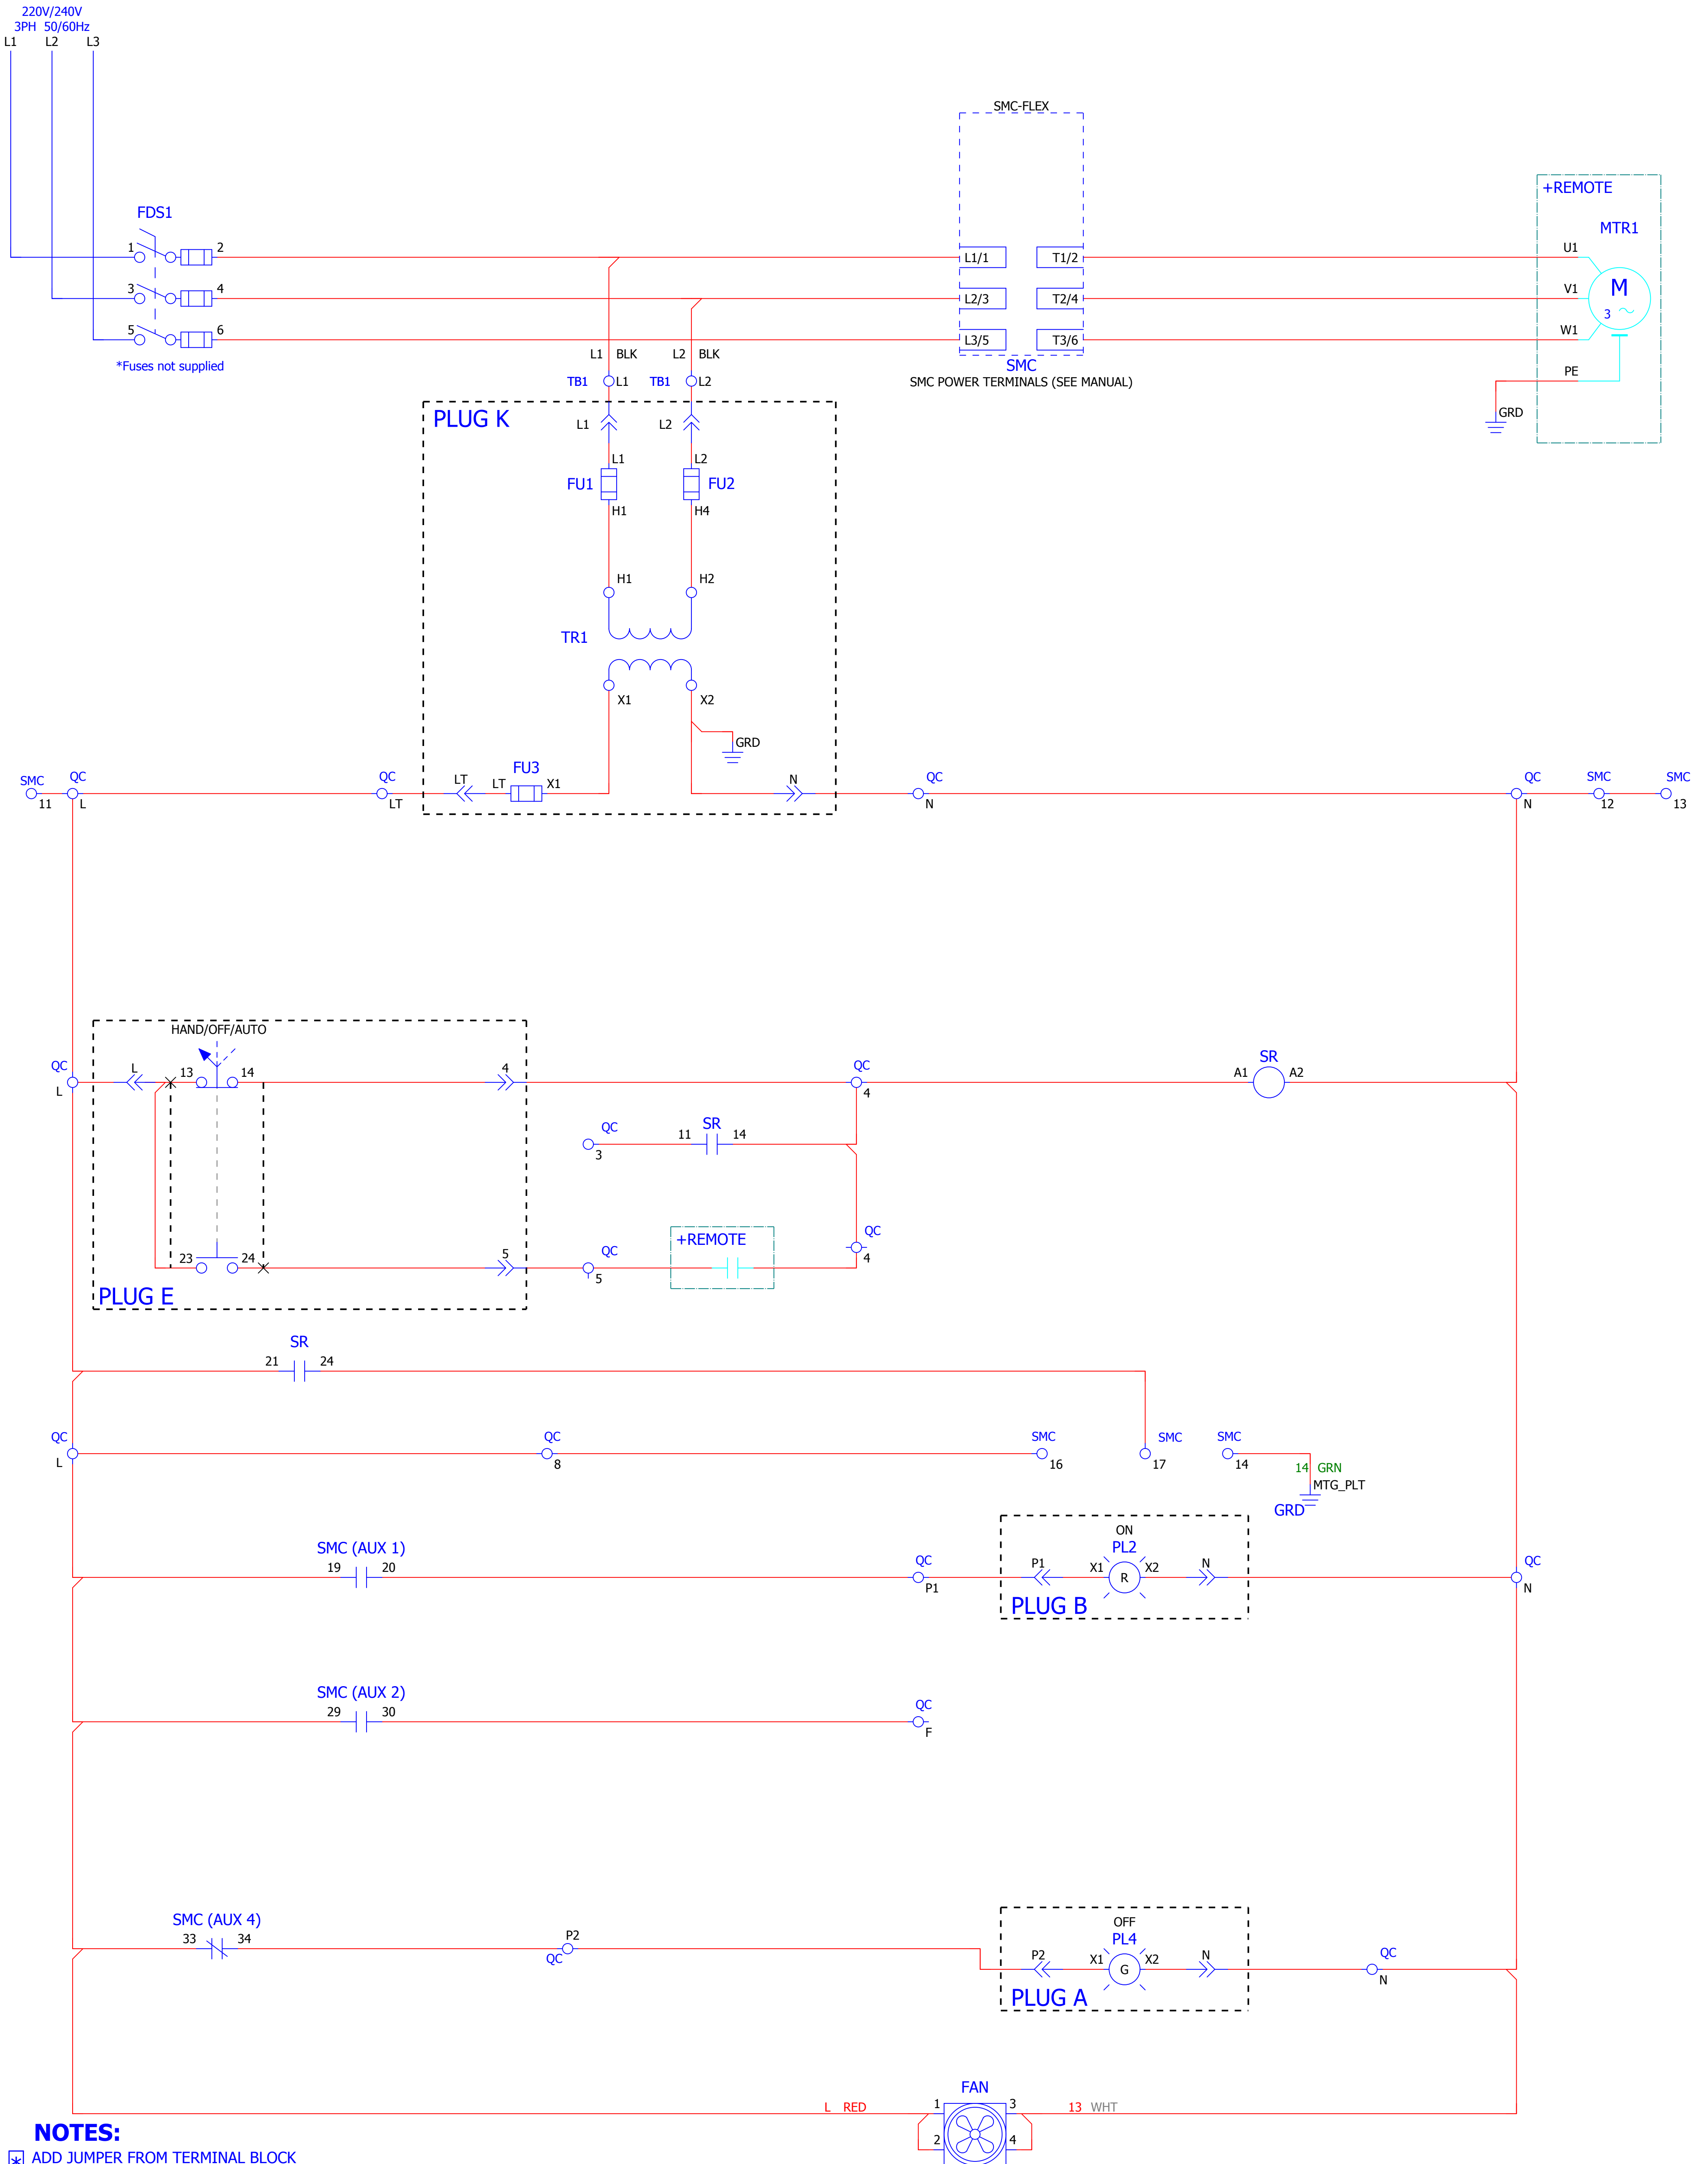 220V/240V
3PH 50/60Hz
L1 L2 L3
SMC-FLEX
+REMOTE
FDS1
MTR1
1 2
L1/1 T1/2
U1
3 4
L2/3 T2/4
V1
M
3
5 6
L3/5 T3/6
W1
*Fuses not supplied
L1 BLK L2 BLK
SMC
SMC POWER TERMINALS (SEE MANUAL)
PE
TB1 L1 TB1 L2
GRD
PLUG K
L1 L2
L1 L2
FU1 FU2
H1 H4
H1 H2
TR1
X1 X2
GRD
SMC QC QC LT LT FU3 X1 N QC QC SMC SMC
11 L LT N N 12 13
HAND/OFF/AUTO
QC L 13 14 4 QC SR
A1 A2
L 4
QC 11 SR 14
3
QC
+REMOTE
4
23 24 5 QC
5
PLUG E
SR
21 24
QC QC SMC SMC SMC
L 8 16 17 14
14 GRN
MTG_PLT
GRD
ON
SMC (AUX 1)
PL2
19 20 QC P1 X1 R X2 N QC
P1 N
PLUG B
SMC (AUX 2)
29 30 QC
F
SMC (AUX 4)
OFF
33 34 P2
QC
PL4
P2 X1 G X2 N QC
N
PLUG A
FAN
L RED 1 3 13 WHT
2 4
NOTES:
* ADD JUMPER FROM TERMINAL BLOCK